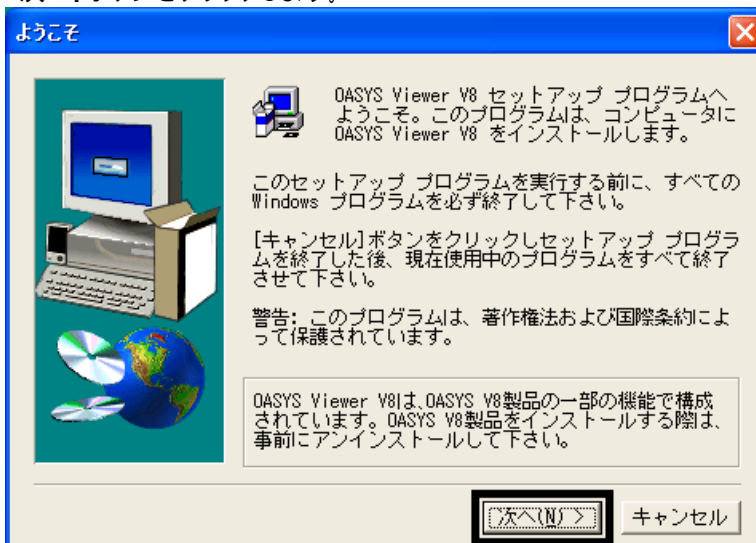 ようこそ
OASYS Viewer V8 セットアップ プログラムへ
ようこそ。このプログラムは、コンピュータに
OASYS Viewer V8 をインストールします。
このセットアップ プログラムを実行する前に、すべての
Windows プログラムを必ず終了して下さい。
[キャンセル]ボタンをクリックしセットアップ プログラ
ムを終了した後、現在使用中のプログラムをすべて終了
させて下さい。
警告: このプログラムは、著作権法および国際条約によ
って保護されています。
OASYS Viewer V8は、OASYS V8製品の一部の機能で構成
されています。OASYS V8製品をインストールする際は、
事前にアンインストールして下さい。
次へ(N) >
キャンセル